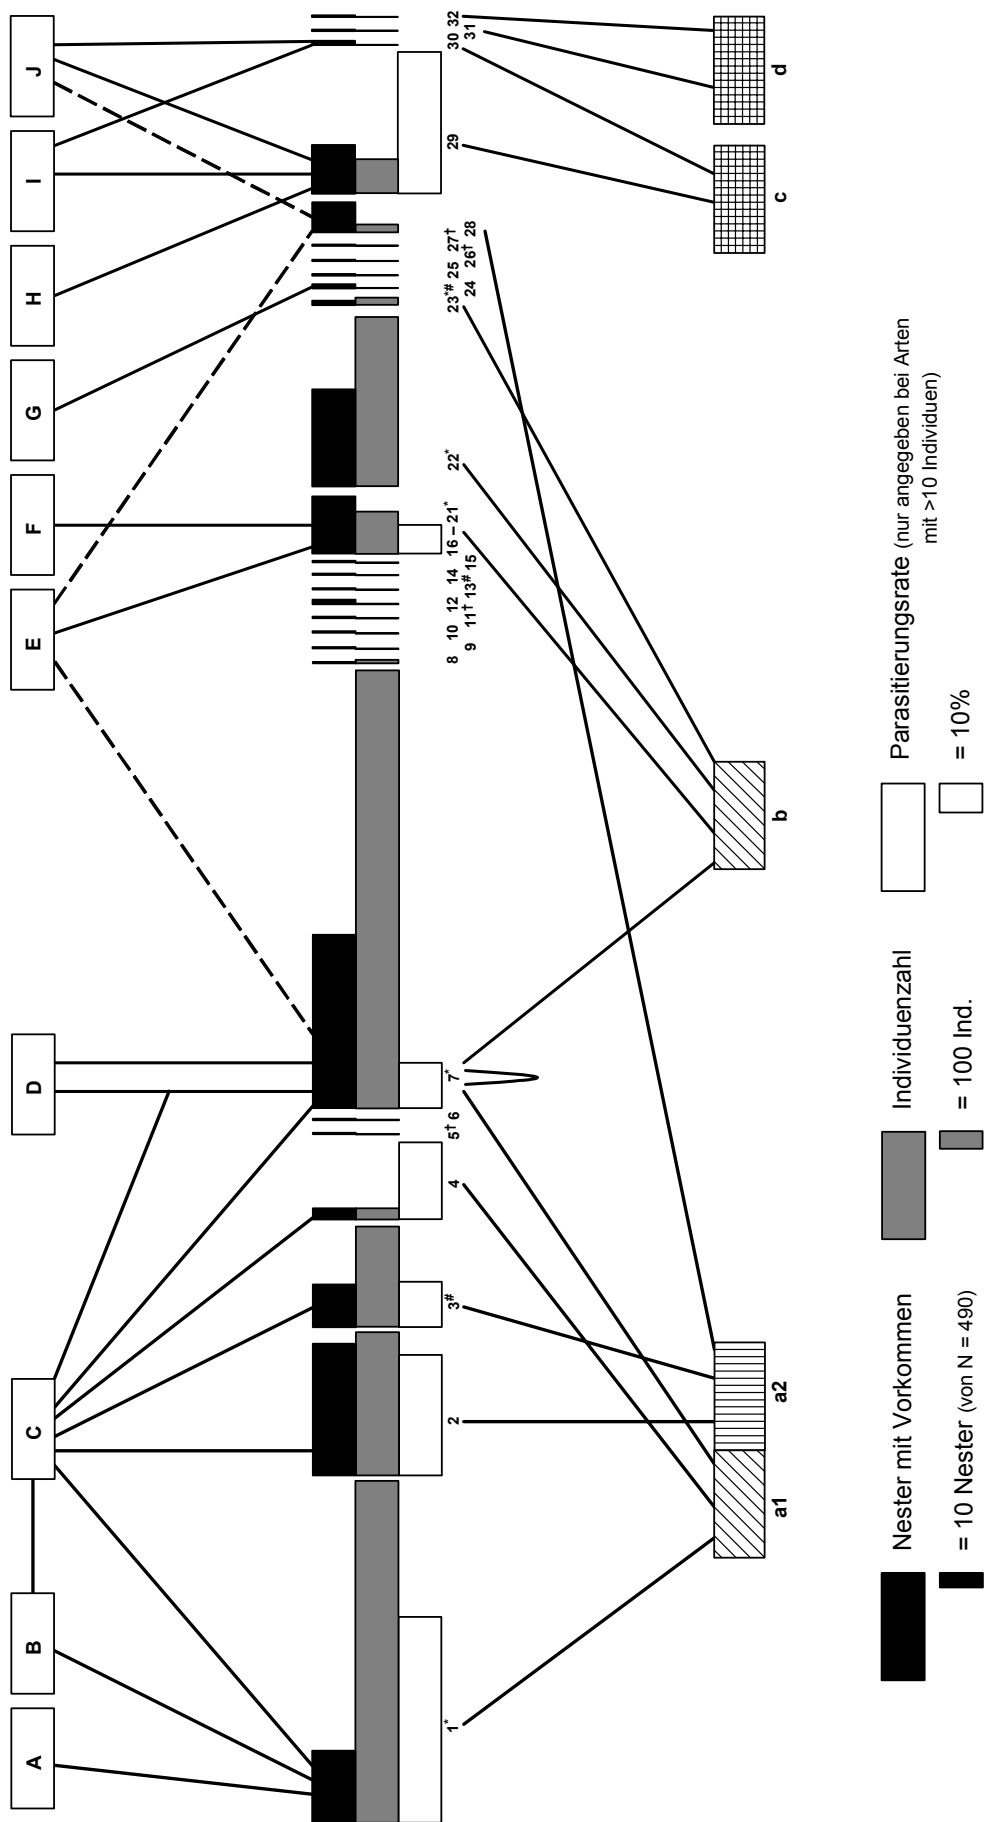 A B C D E F G H I J
1* 2 3# 4 5† 6 7* 8 10 12 14 16 – 21* 22* 23*# 25 27† 29 30 32
9 11† 13# 15 24 26† 28 31
a1 a2 b c d
Nester mit Vorkommen Individuenzahl Parasitierungsrate (nur angegeben bei Arten
mit >10 Individuen)
= 10 Nester (von N = 490) = 100 Ind. = 10%